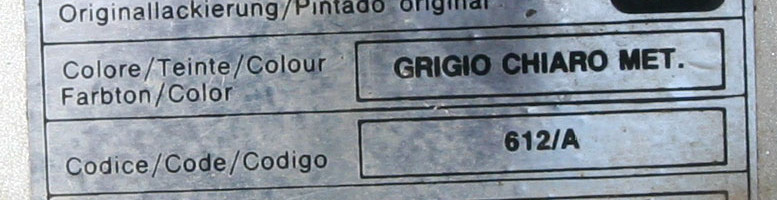 Originallackierung/Pintado original
Colore/Teinte/Colour
Farbton/Color
GRIGIO CHIARO MET.
Codice/Code/Codigo
612/A